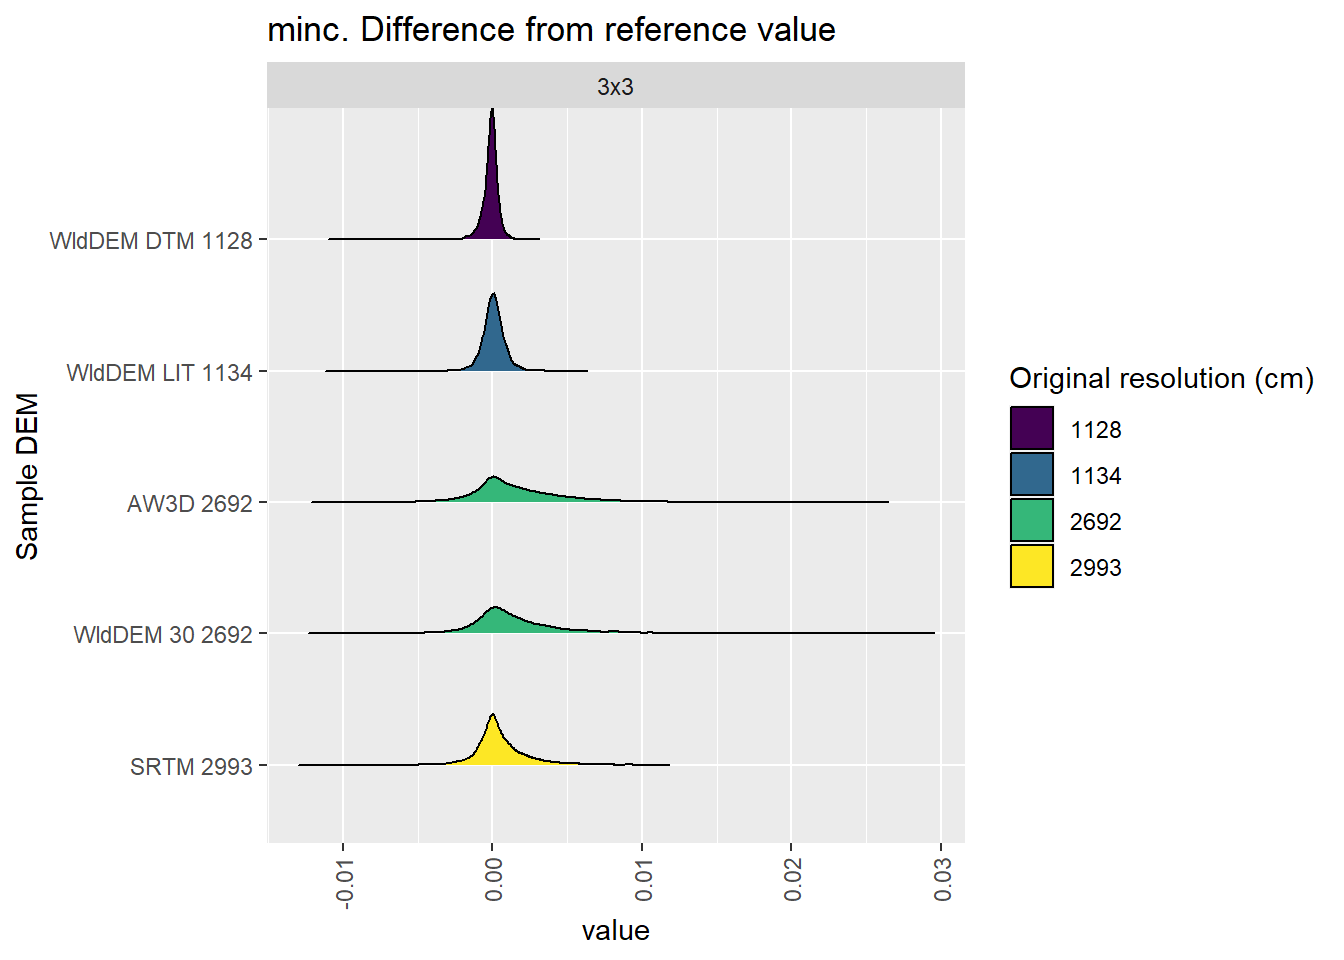 minc. Difference from reference value
3x3
WldDEM DTM 1128
WldDEM LIT 1134
AW3D 2692
WldDEM 30 2692
SRTM 2993
Sample DEM
-0.01
0.00
0.01
0.02
0.03
value
Original resolution (cm)
1128
1134
2692
2993